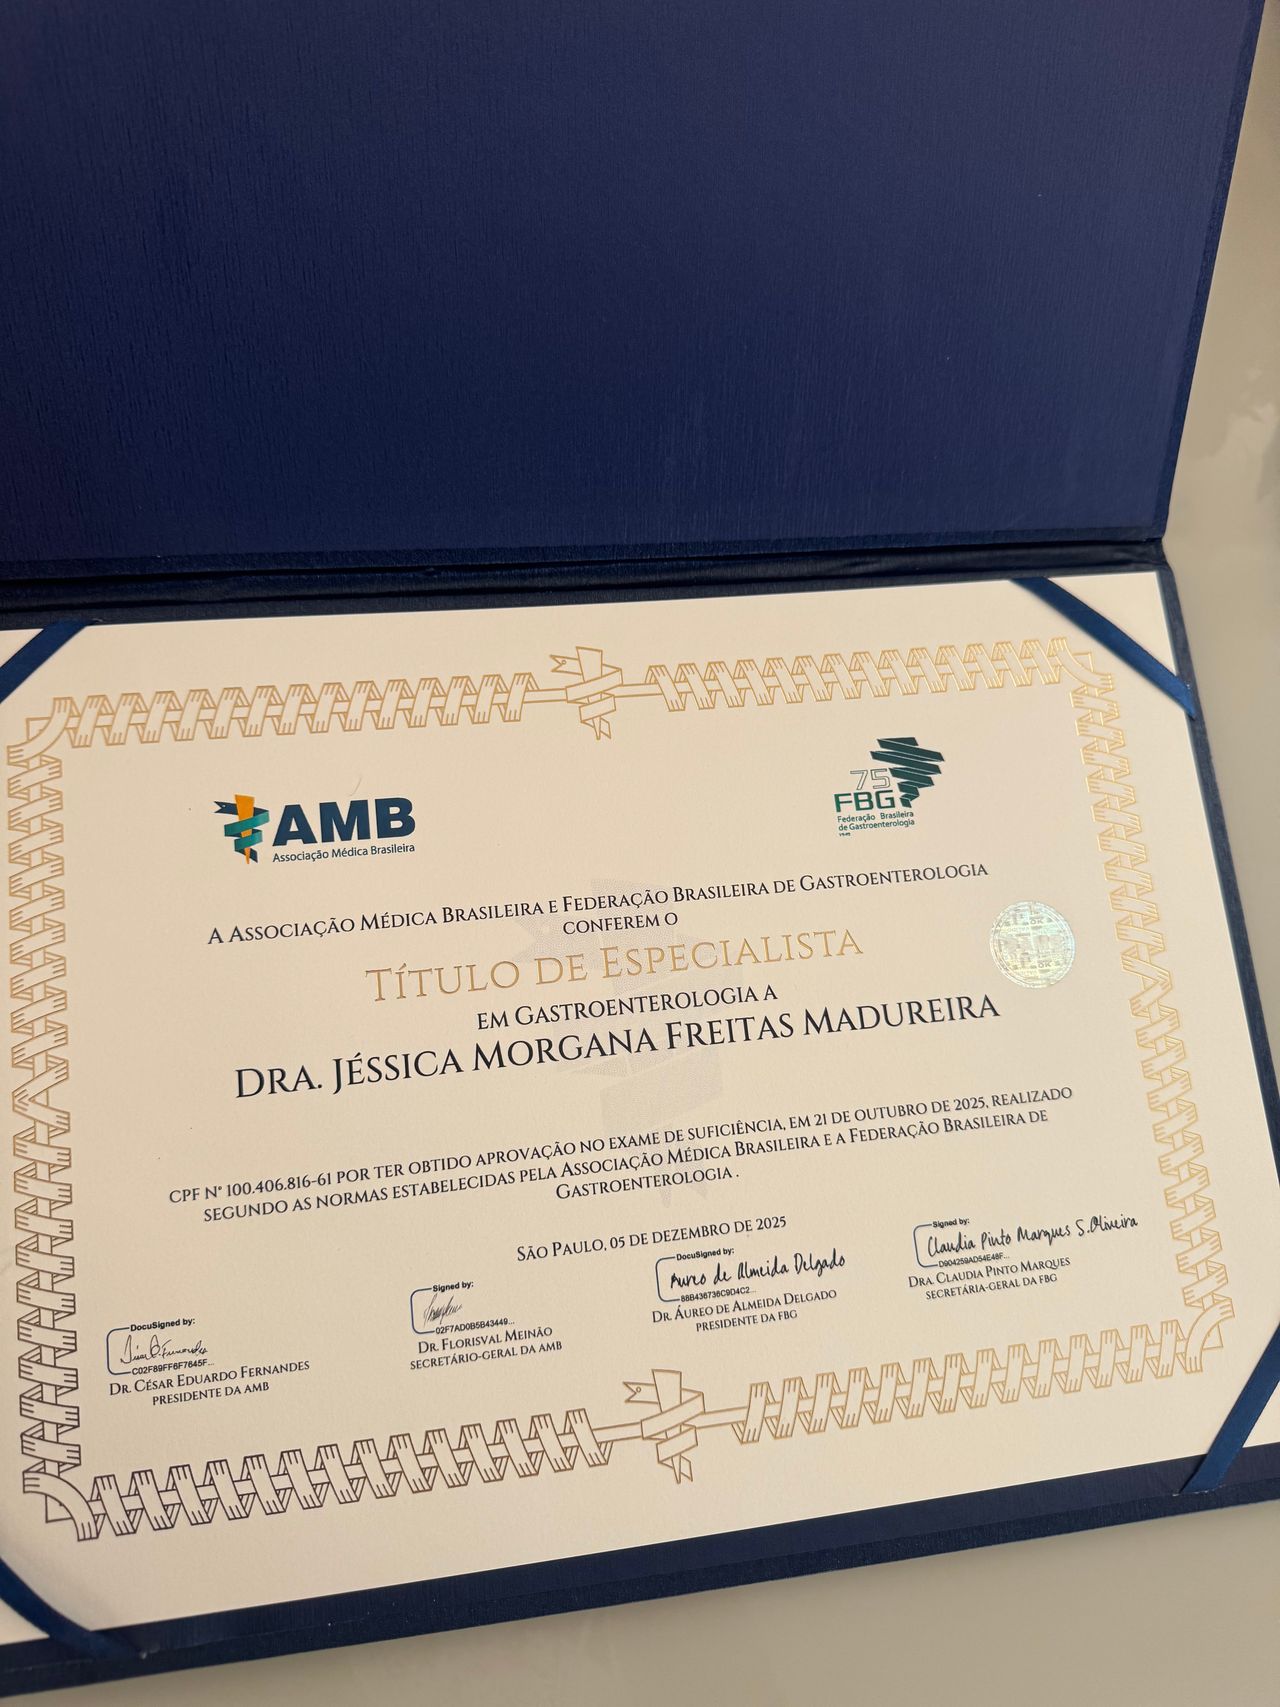 AMB
Associação Médica Brasileira
75
FBG
Federação Brasileira
de Gastroenterologia
A Associação Médica Brasileira e Federação Brasileira de Gastroenterologia
conferem o
Título de Especialista
em Gastroenterologia a
Dra. Jéssica Morgana Freitas Madureira
CPF Nº 100.406.816-61 por ter obtido aprovação no exame de suficiência, em 21 de outubro de 2025, realizado
segundo as normas estabelecidas pela Associação Médica Brasileira e a Federação Brasileira de
Gastroenterologia .
São Paulo, 05 de dezembro de 2025
DocuSigned by:
C02F89FF6F7645F...
Dr. César Eduardo Fernandes
presidente da AMB
Signed by:
02F7AD0B5B43449...
Dr. Florisval Meinão
secretário-geral da AMB
DocuSigned by:
Aureo de Almeida Delgado
88B436736C9D4C2...
Dr. Áureo de Almeida Delgado
presidente da FBG
Signed by:
Claudia Pinto Marques S. Oliveira
D904259AD54E48F...
Dra. Claudia Pinto Marques
secretária-geral da FBG